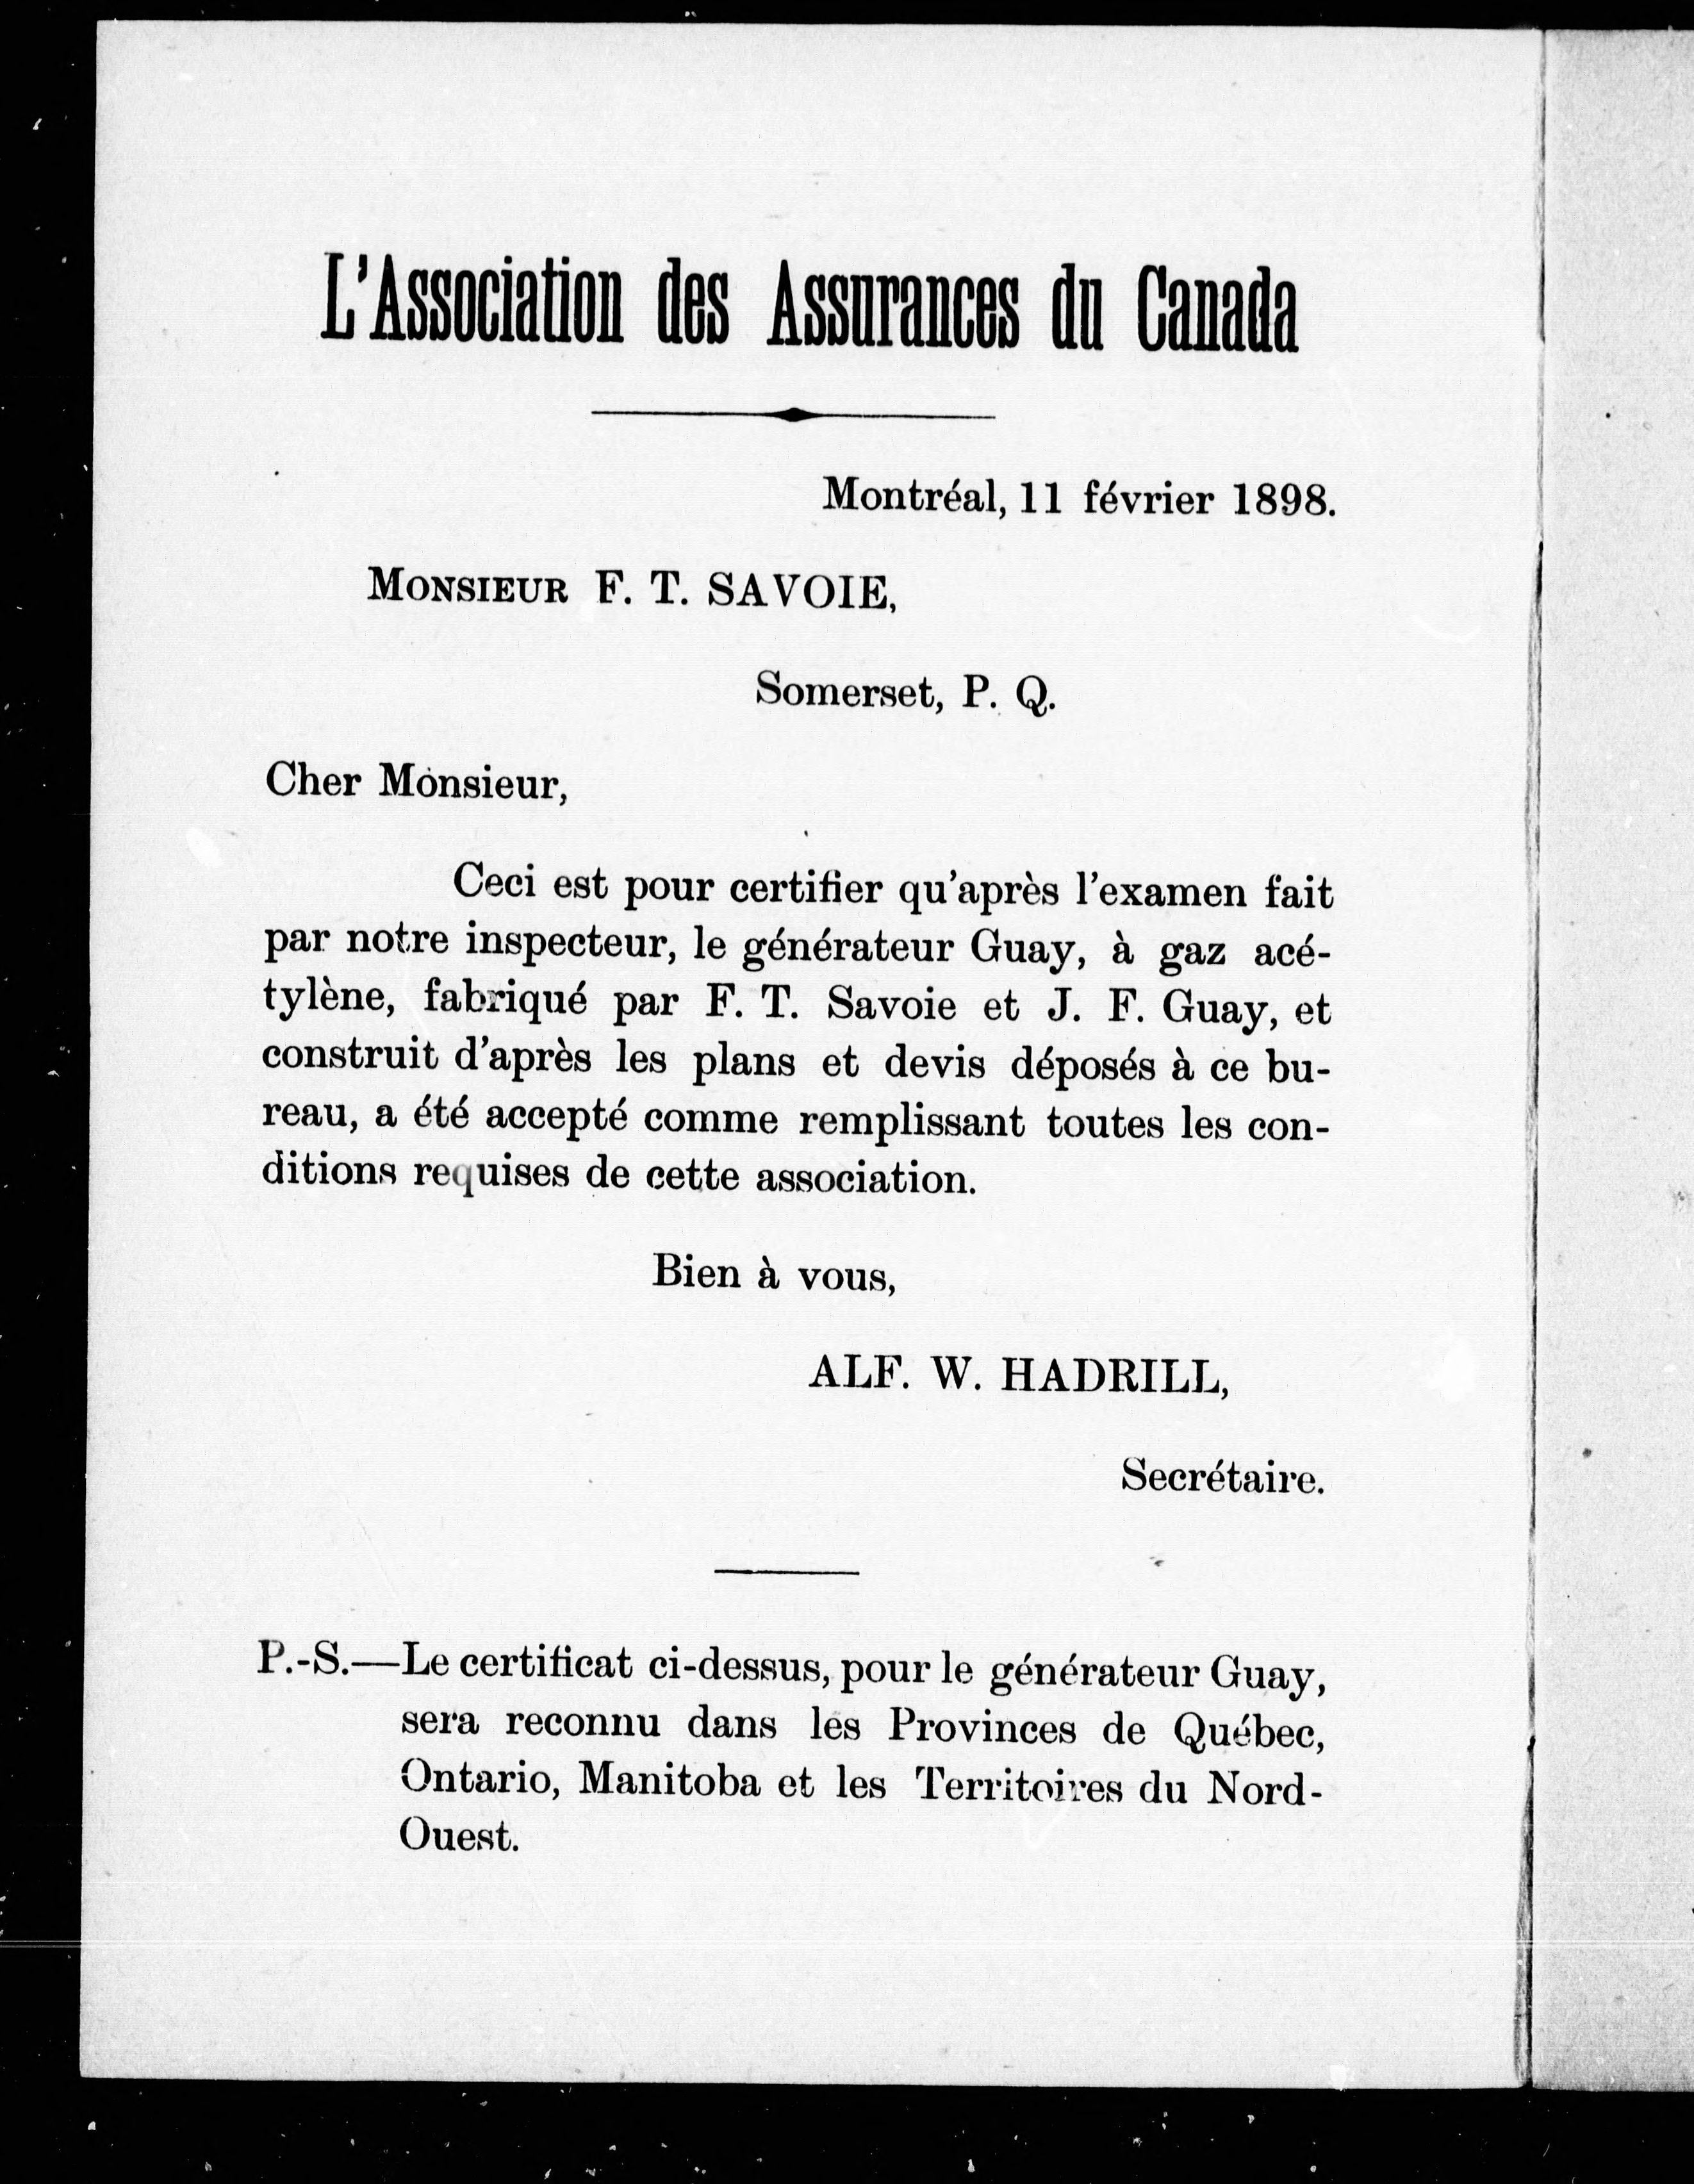 L'Association des Assurances du Canada
Montréal, 11 février 1898.
MONSIEUR F. T. SAVOIE,
Somerset, P. Q.
Cher Monsieur,
Ceci est pour certifier qu'après l'examen fait
par notre inspecteur, le générateur Guay, à gaz acé-
tylène, fabriqué par F. T. Savoie et J. F. Guay, et
construit d'après les plans et devis déposés à ce bu-
reau, a été accepté comme remplissant toutes les con-
ditions requises de cette association.
Bien à vous,
ALF. W. HADRILL,
Secrétaire.
P.-S.—Le certificat ci-dessus, pour le générateur Guay,
sera reconnu dans les Provinces de Québec,
Ontario, Manitoba et les Territoires du Nord-
Ouest.